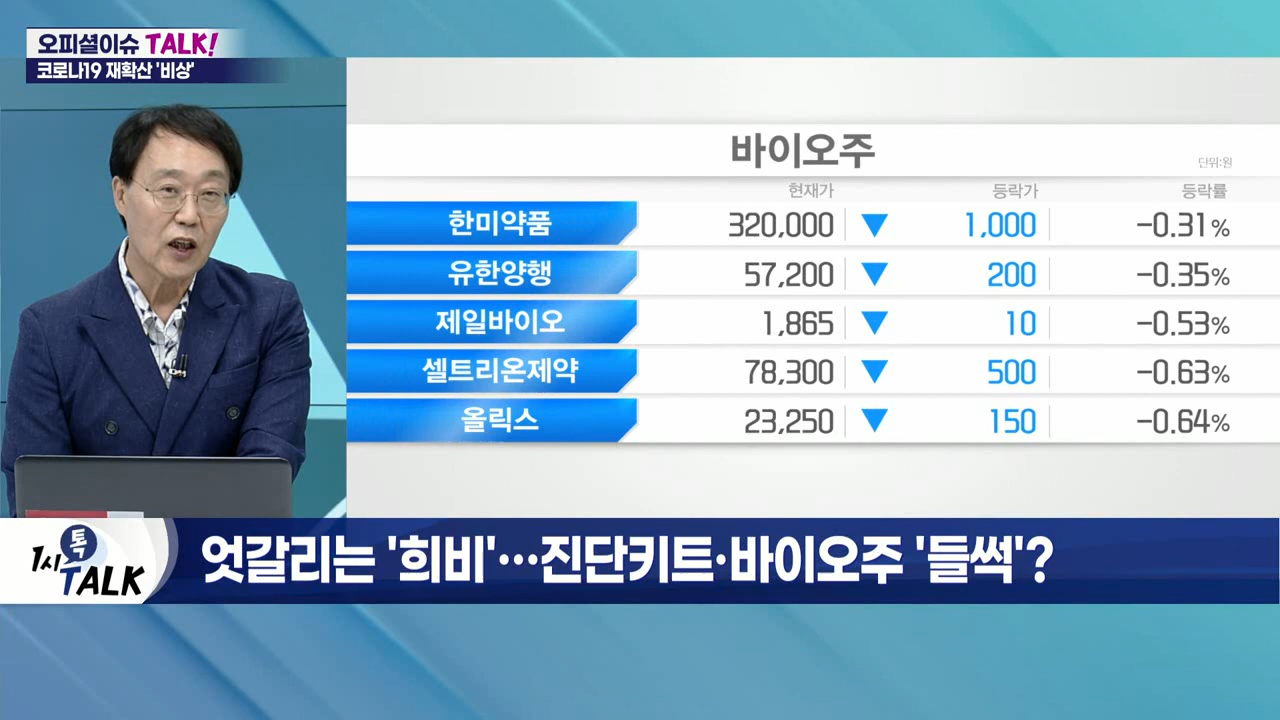 오피셜이슈 TALK!
코로나19 재확산 '비상'
바이오주
단위:원
현재가 등락가 등락률
한미약품 320,000 ▼ 1,000 -0.31%
유한양행 57,200 ▼ 200 -0.35%
제일바이오 1,865 ▼ 10 -0.53%
셀트리온제약 78,300 ▼ 500 -0.63%
올릭스 23,250 ▼ 150 -0.64%
1시톡 TALK
엇갈리는 '희비'…진단키트·바이오주 '들썩'?